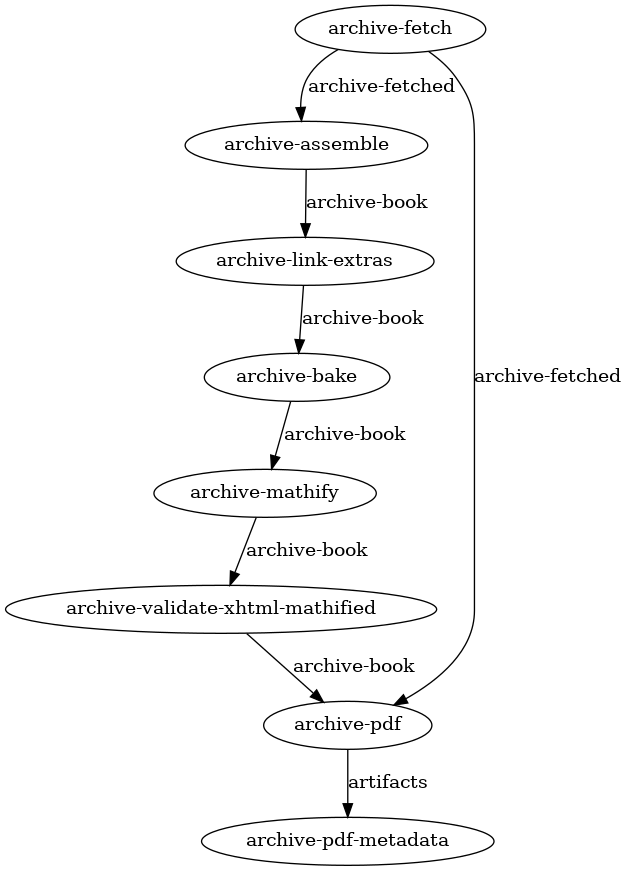 archive-fetch
archive-fetched
archive-assemble
archive-book
archive-link-extras
archive-book
archive-bake
archive-fetched
archive-book
archive-mathify
archive-book
archive-validate-xhtml-mathified
archive-book
archive-pdf
artifacts
archive-pdf-metadata